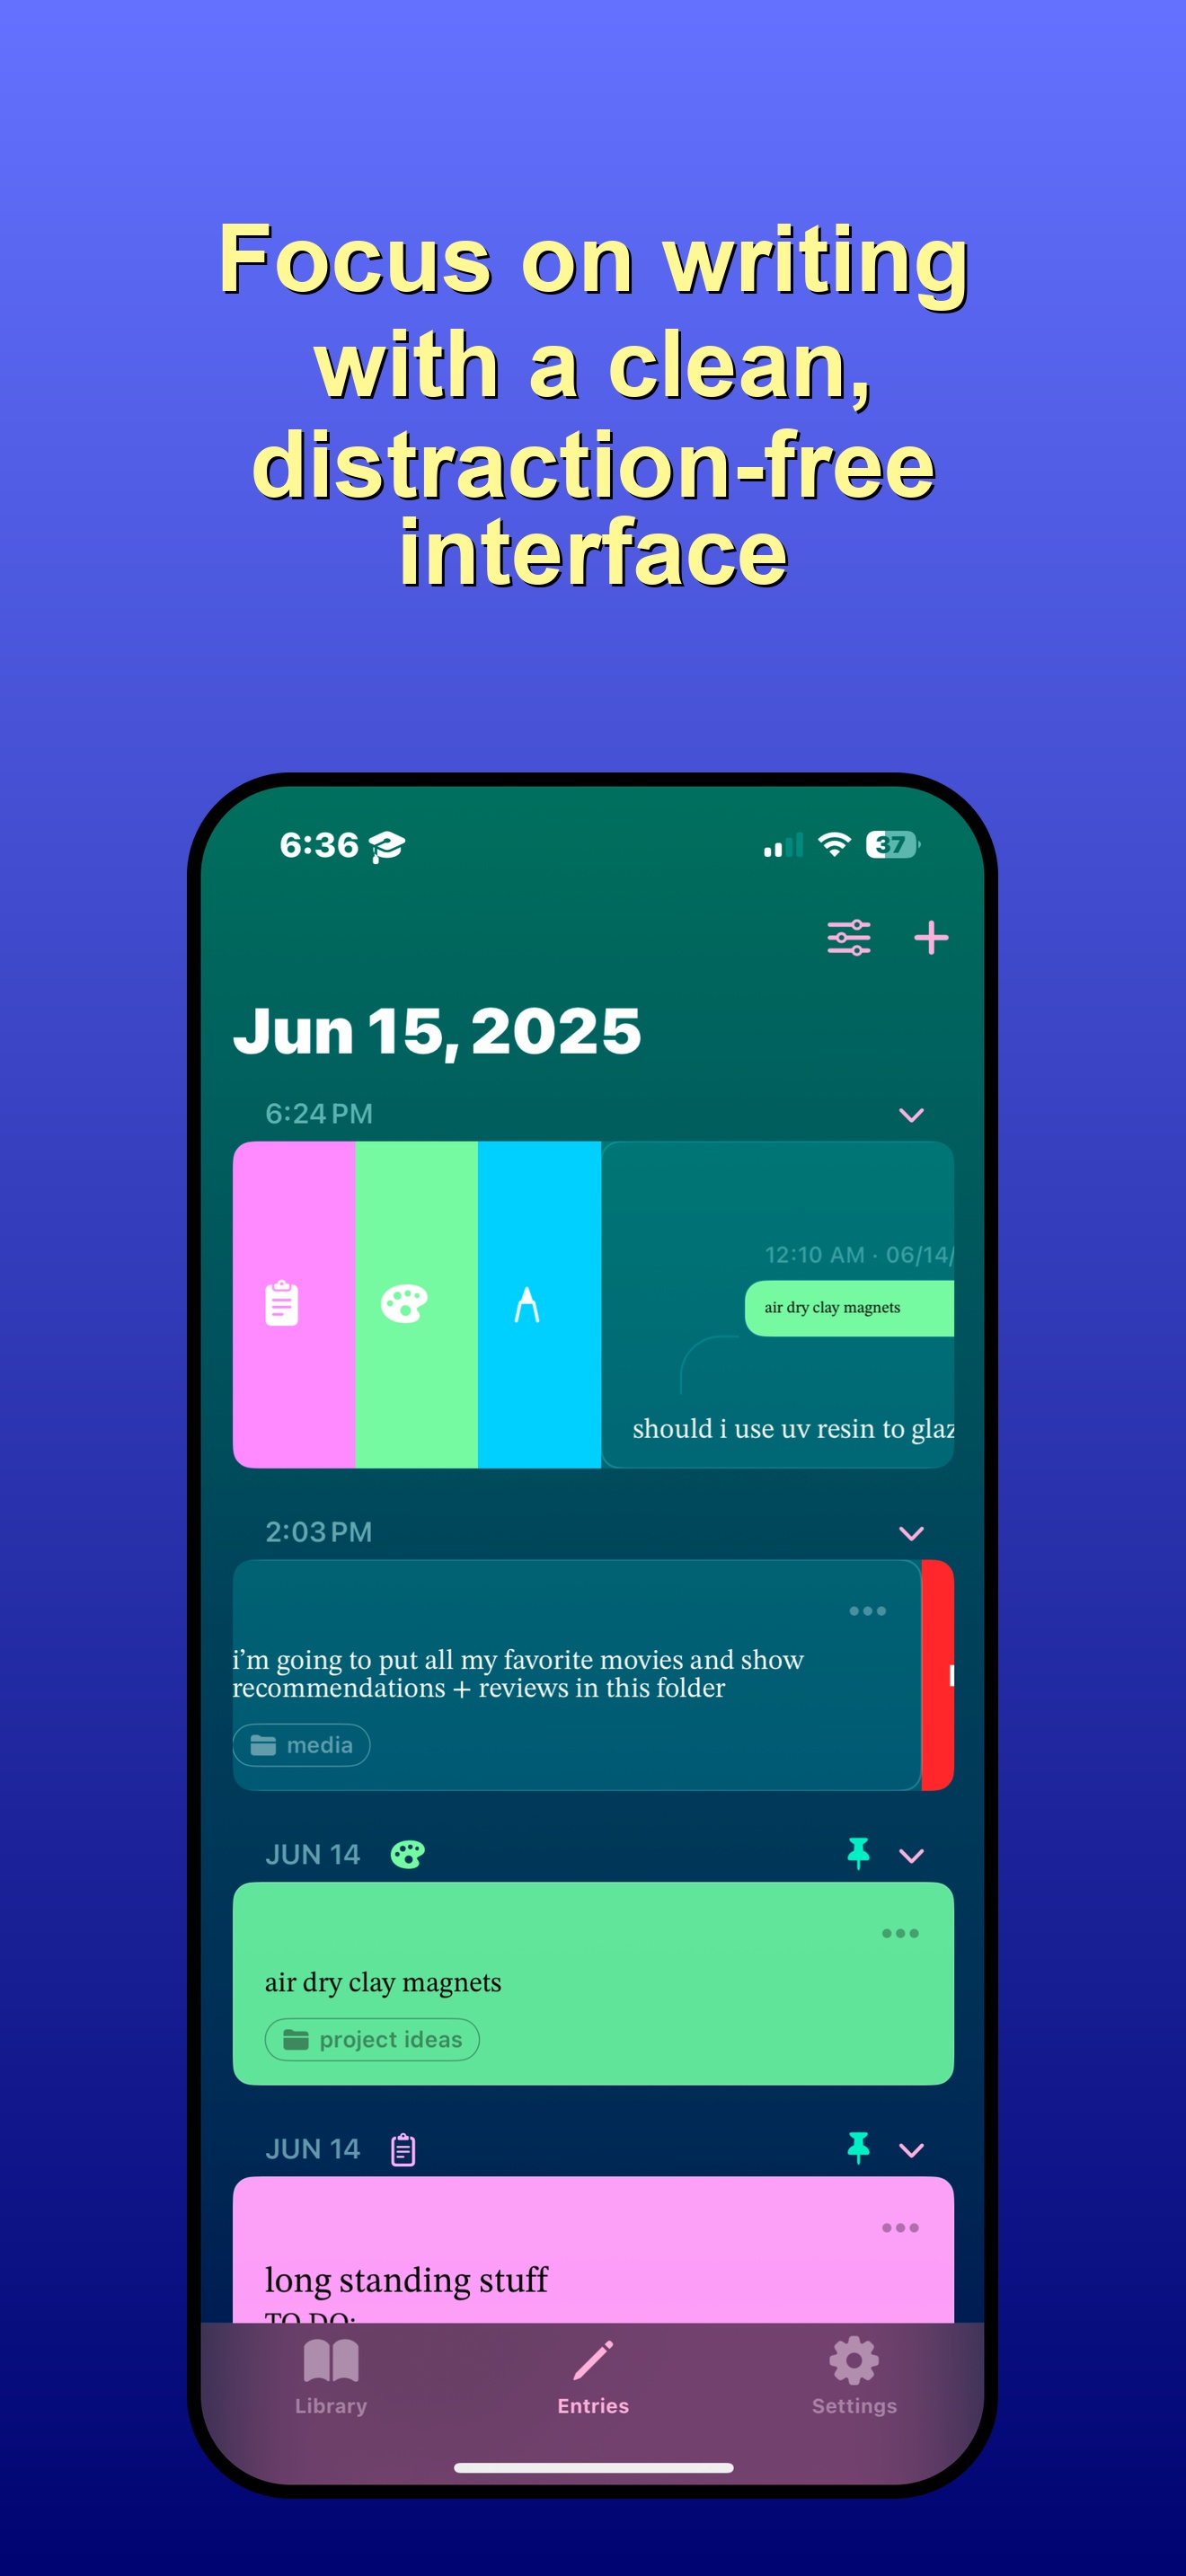 Focus on writing
with a clean,
distraction-free
interface
6:36
37
Jun 15, 2025
6:24 PM
12:10 AM · 06/14/
air dry clay magnets
should i use uv resin to glaz
2:03 PM
i’m going to put all my favorite movies and show
recommendations + reviews in this folder
media
JUN 14
air dry clay magnets
project ideas
JUN 14
long standing stuff
TO DO:
Library
Entries
Settings